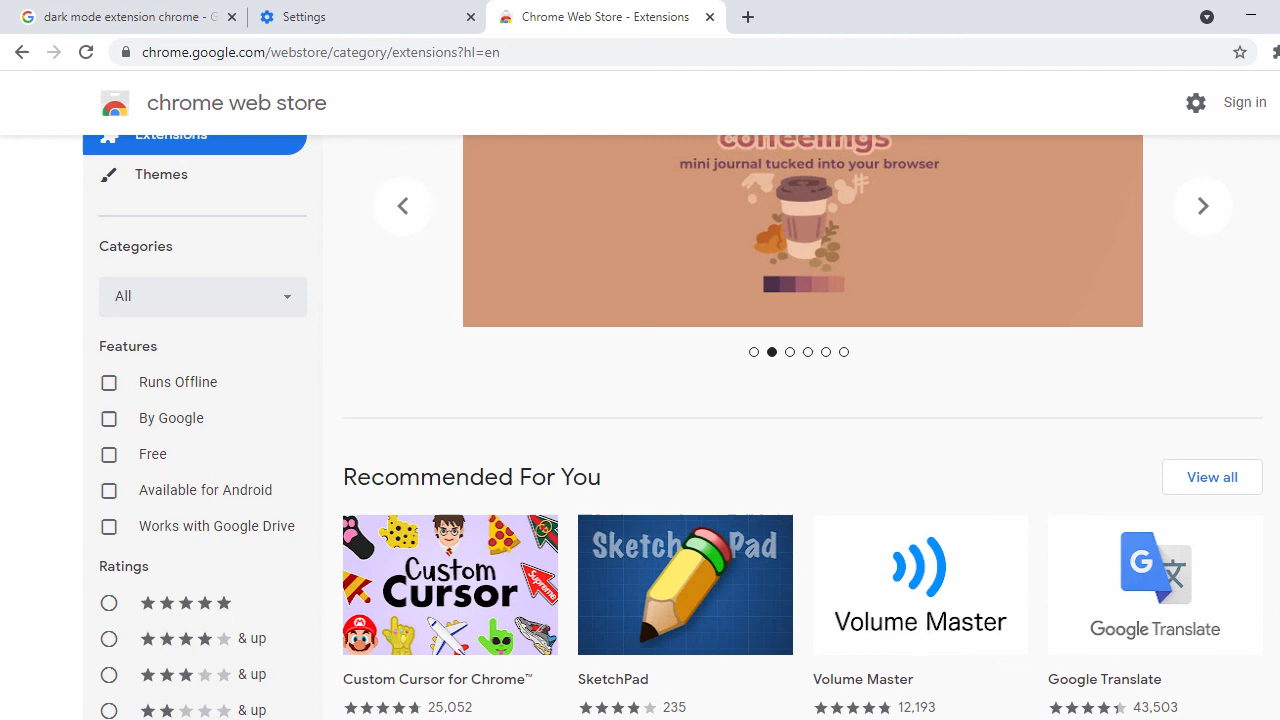 dark mode extension chrome - G
Settings
Chrome Web Store - Extensions
chrome.google.com/webstore/category/extensions?hl=en
chrome web store
Sign in
Extensions
Themes
Categories
All
Features
Runs Offline
By Google
Free
Available for Android
Works with Google Drive
Ratings
& up
& up
& up
coffeelings
mini journal tucked into your browser
Recommended For You
View all
Custom
Cursor
Supreme
SketchPad
Volume Master
G
Google Translate
Custom Cursor for Chrome™
25,052
SketchPad
235
Volume Master
12,193
Google Translate
43,503